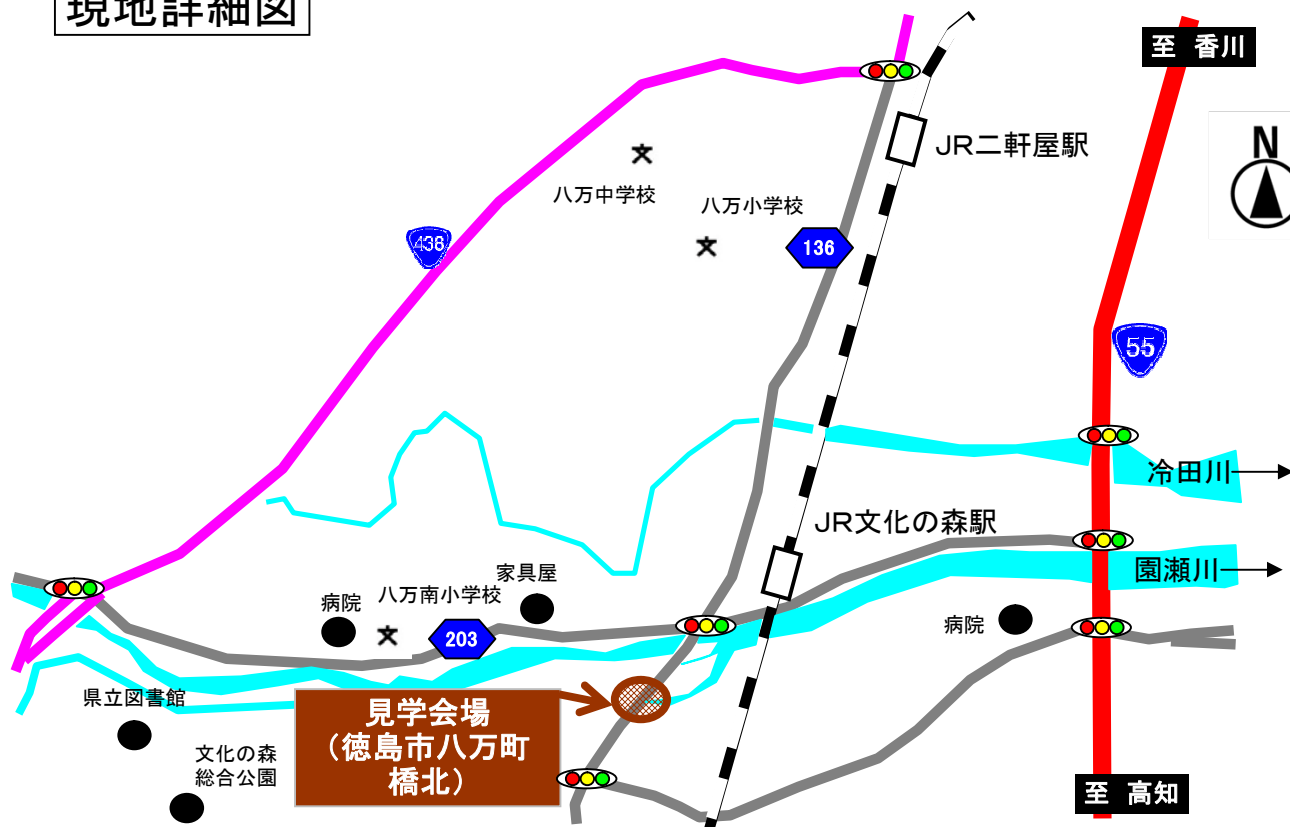 現地詳細図
至 香川
N
JR二軒屋駅
八万中学校
八万小学校
136
438
55
冷田川
JR文化の森駅
園瀬川
家具屋
八万南小学校
病院
203
病院
県立図書館
見学会場
（徳島市八万町
橋北）
文化の森
総合公園
至 高知